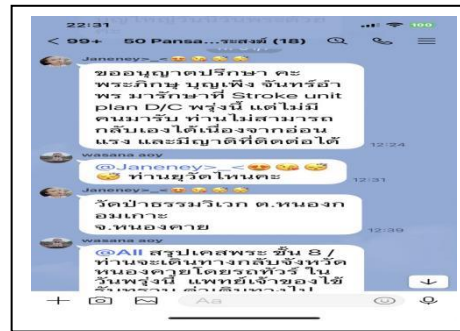 22:31
100
< 99+ 50 Pansa...ระสงฆ์ (18)
Janeney>_<
ขออนุญาตปรึกษา คะ
พระภิกษุ บุญเพ็ง จันทร์อำ
พร มารักษาที่ Stroke unit
plan D/C พรุ่งนี้ แต่ไม่มี
คนมารับ ท่านไม่สามารถ
กลับเองได้เนื่องจากอ่อน
แรง และมีญาติที่ติดต่อได้
12:24
wasana aoy
@Janeney>_<
ท่านยู่วัดไหนคะ
12:31
Janeney>_<
วัดป่าธรรมวิเวก ต.หนองก
อมเกาะ
จ.หนองคาย
12:39
wasana aoy
@All สรุปเคสพระ ชั้น 8 /
ท่านจะเดินทางกลับจังหวัด
หนองคายโดยรถทัวร์ ใน
วันพรุ่งนี้ แพทย์เจ้าของไข้
Aa